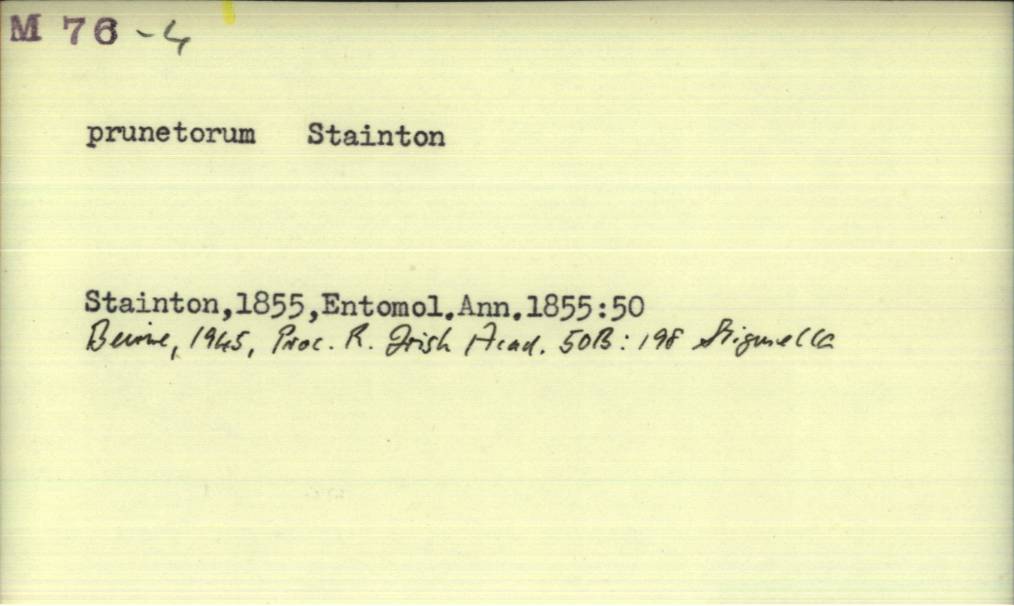 M 76 -4
prunetorum Stainton
Stainton,1855,Entomol.Ann.1855:50
Beirne, 1945, Proc. R. Irish Acad. 50B: 198 Stigmella